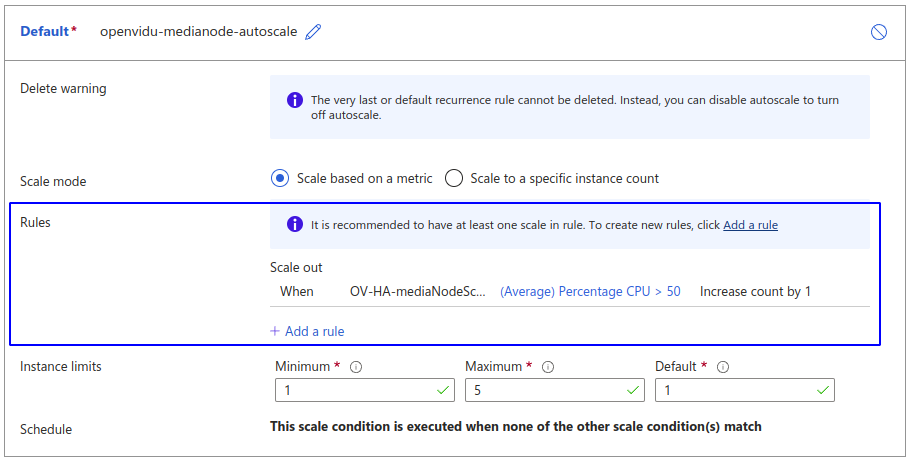 Default* openvidu-medianode-autoscale
Delete warning
The very last or default recurrence rule cannot be deleted. Instead, you can disable autoscale to turn
off autoscale.
Scale mode
Scale based on a metric Scale to a specific instance count
Rules
It is recommended to have at least one scale in rule. To create new rules, click Add a rule
Scale out
When OV-HA-mediaNodeSc... (Average) Percentage CPU > 50 Increase count by 1
+ Add a rule
Instance limits
Minimum * Maximum * Default *
1 5 1
Schedule
This scale condition is executed when none of the other scale condition(s) match